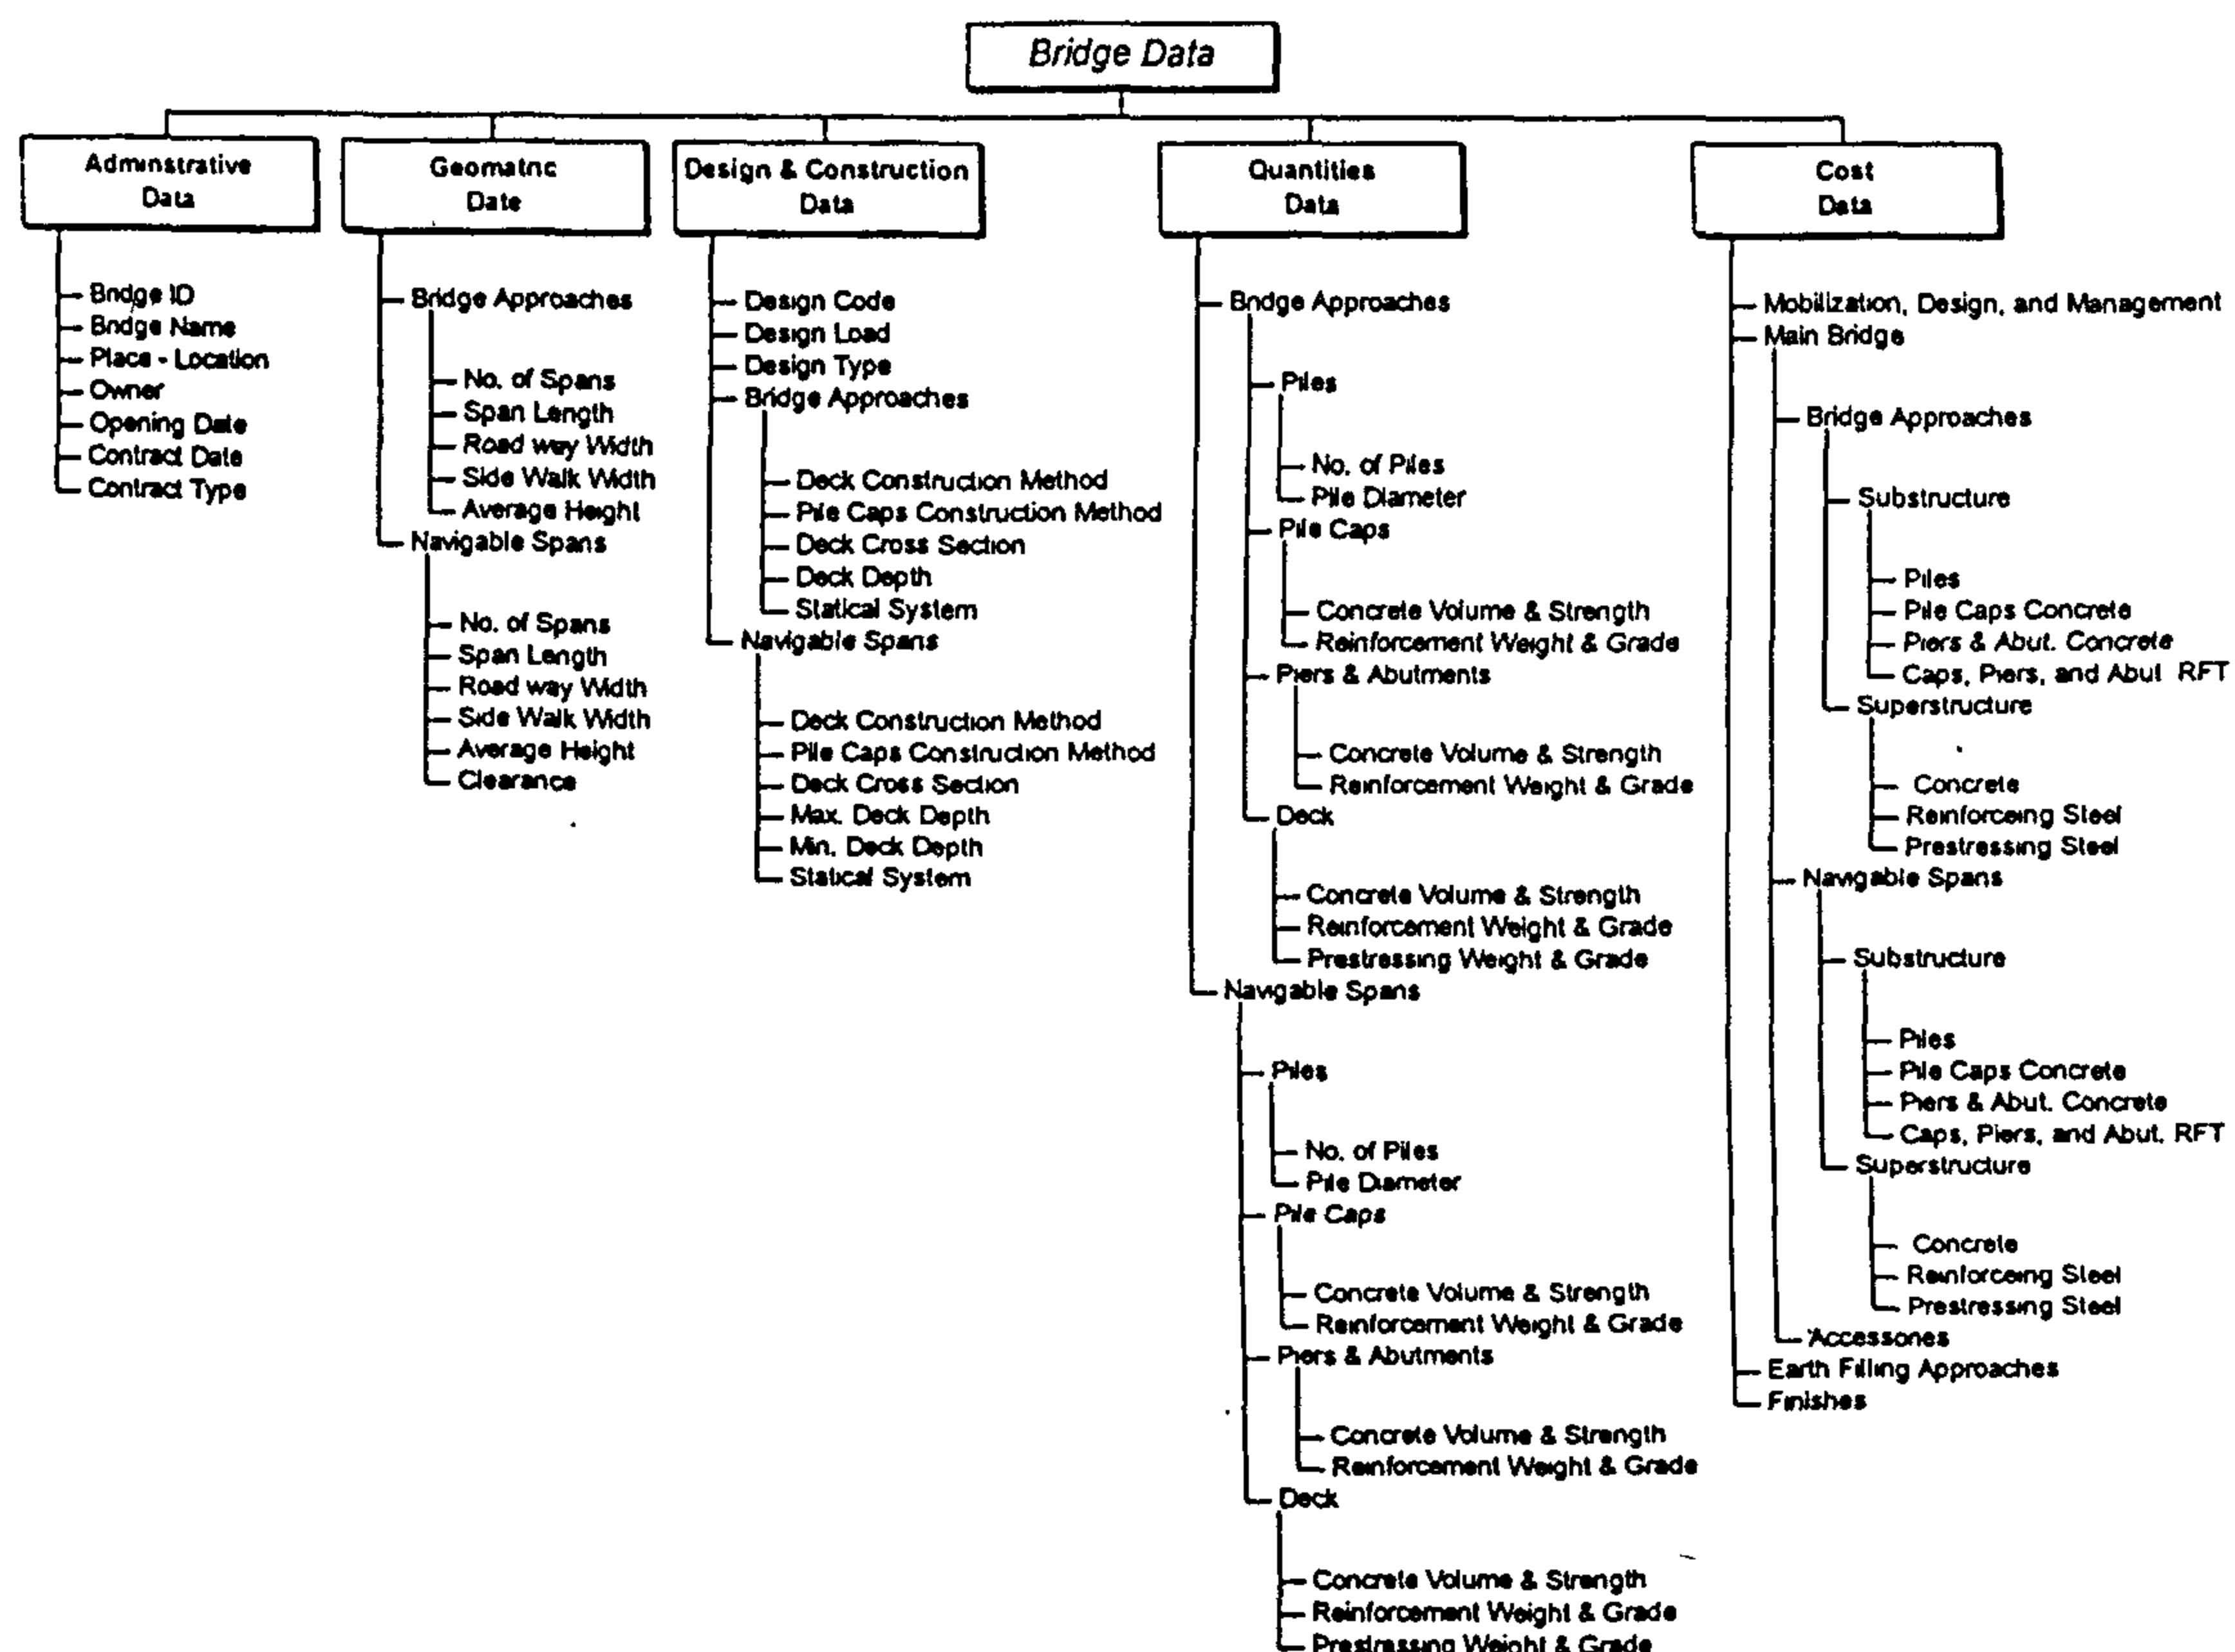 Bridge Data
Adminstrative
Data
Bridge ID
Bridge Name
Place - Location
Owner
Opening Date
Contract Date
Contract Type
Geomatric
Date
Bridge Approaches
No. of Spans
Span Length
Road way Width
Side Walk Width
Average Height
Navigable Spans
No. of Spans
Span Length
Road way Width
Side Walk Width
Average Height
Clearance
Design & Construction
Data
Design Code
Design Load
Design Type
Bridge Approaches
Deck Construction Method
Pile Caps Construction Method
Deck Cross Section
Deck Depth
Statical System
Navigable Spans
Deck Construction Method
Pile Caps Construction Method
Deck Cross Section
Max. Deck Depth
Min. Deck Depth
Statical System
Quantities
Data
Bridge Approaches
Piles
No. of Piles
Pile Diameter
Pile Caps
Concrete Volume & Strength
Reinforcement Weight & Grade
Piers & Abutments
Concrete Volume & Strength
Reinforcement Weight & Grade
Deck
Concrete Volume & Strength
Reinforcement Weight & Grade
Prestressing Weight & Grade
Navigable Spans
Piles
No. of Piles
Pile Diameter
Pile Caps
Concrete Volume & Strength
Reinforcement Weight & Grade
Piers & Abutments
Concrete Volume & Strength
Reinforcement Weight & Grade
Deck
Concrete Volume & Strength
Reinforcement Weight & Grade
Prestressing Weight & Grade
Cost
Data
Mobilization, Design, and Management
Main Bridge
Bridge Approaches
Substructure
Piles
Pile Caps Concrete
Piers & Abut. Concrete
Caps, Piers, and Abut RFT
Superstructure
Concrete
Reinforceing Steel
Prestressing Steel
Navigable Spans
Substructure
Piles
Pile Caps Concrete
Piers & Abut. Concrete
Caps, Piers, and Abut. RFT
Superstructure
Concrete
Reinforceing Steel
Prestressing Steel
Accessories
Earth Filling Approaches
Finishes